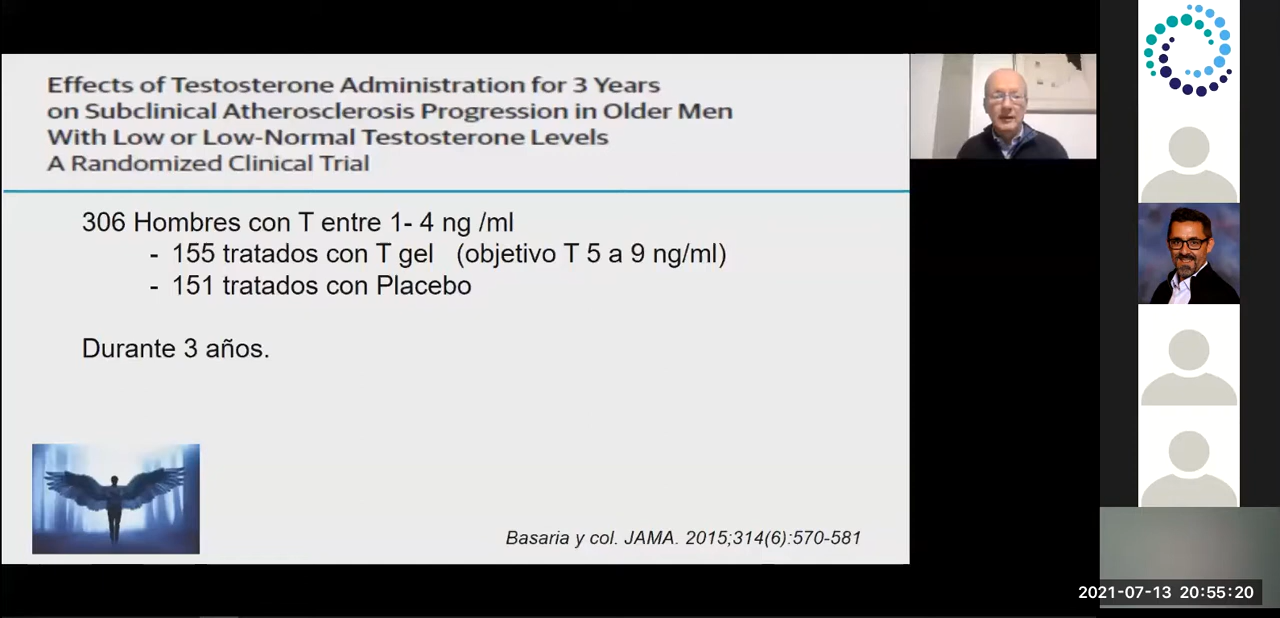 Effects of Testosterone Administration for 3 Years
on Subclinical Atherosclerosis Progression in Older Men
With Low or Low-Normal Testosterone Levels
A Randomized Clinical Trial
306 Hombres con T entre 1- 4 ng /ml
- 155 tratados con T gel (objetivo T 5 a 9 ng/ml)
- 151 tratados con Placebo
Durante 3 años.
Basaria y col. JAMA. 2015;314(6):570-581
2021-07-13 20:55:20